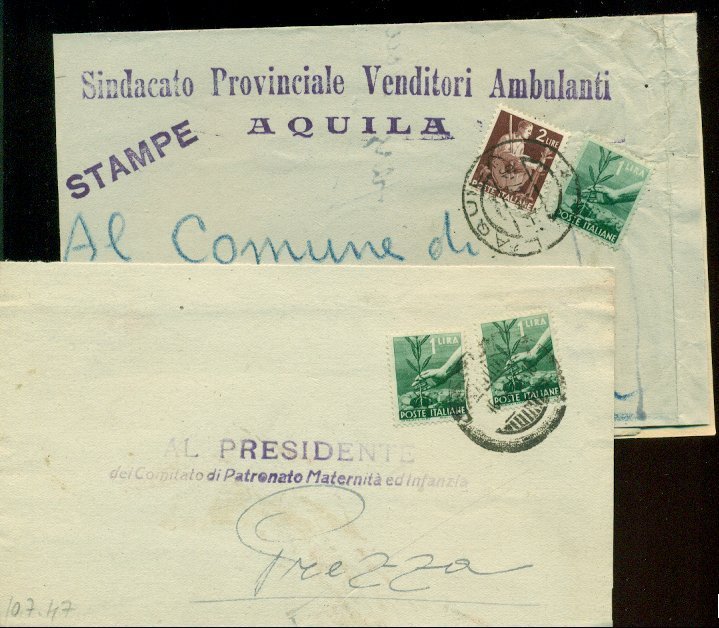 Sindacato Provinciale Venditori Ambulanti
AQUILA
STAMPE
2 LIRE
POSTE ITALIANE
1 LIRA
POSTE ITALIANE
Al Comune di
1 LIRA
POSTE ITALIANE
1 LIRA
POSTE ITALIANE
AL PRESIDENTE
del Comitato di Patronato Maternità ed Infanzia
Prezza
10.7.47